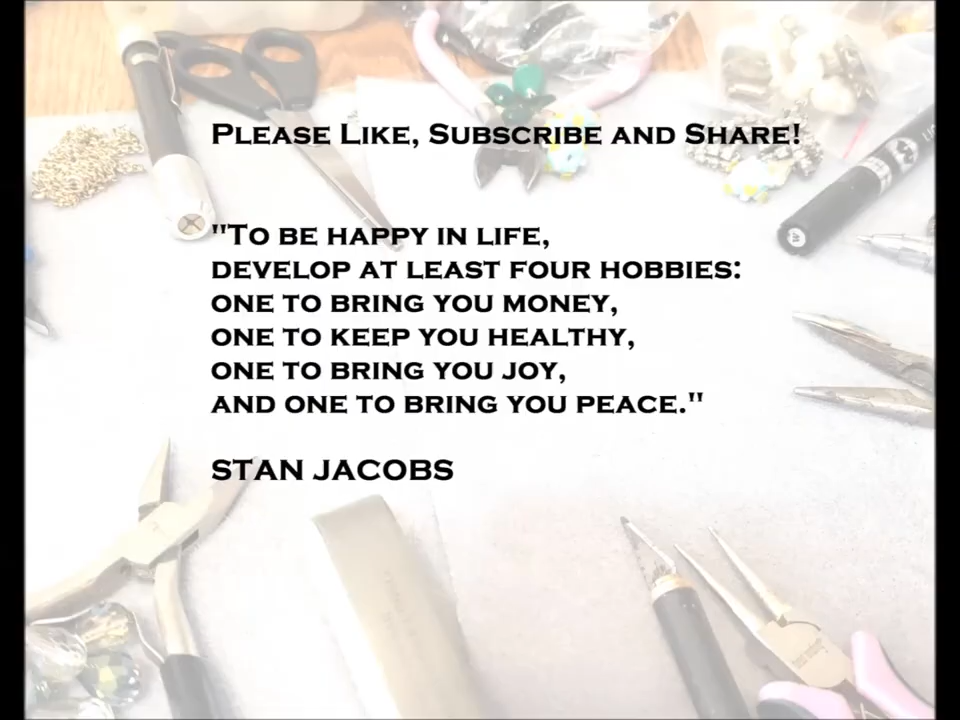 PLEASE LIKE, SUBSCRIBE AND SHARE!
"TO BE HAPPY IN LIFE,
DEVELOP AT LEAST FOUR HOBBIES:
ONE TO BRING YOU MONEY,
ONE TO KEEP YOU HEALTHY,
ONE TO BRING YOU JOY,
AND ONE TO BRING YOU PEACE."
STAN JACOBS